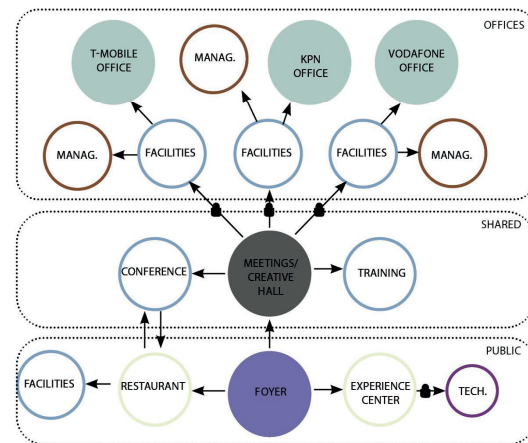 OFFICES
T-MOBILE
OFFICE
MANAG.
KPN
OFFICE
VODAFONE
OFFICE
MANAG.
FACILITIES
FACILITIES
FACILITIES
MANAG.
SHARED
CONFERENCE
MEETINGS/
CREATIVE
HALL
TRAINING
PUBLIC
FACILITIES
RESTAURANT
FOYER
EXPERIENCE
CENTER
TECH.